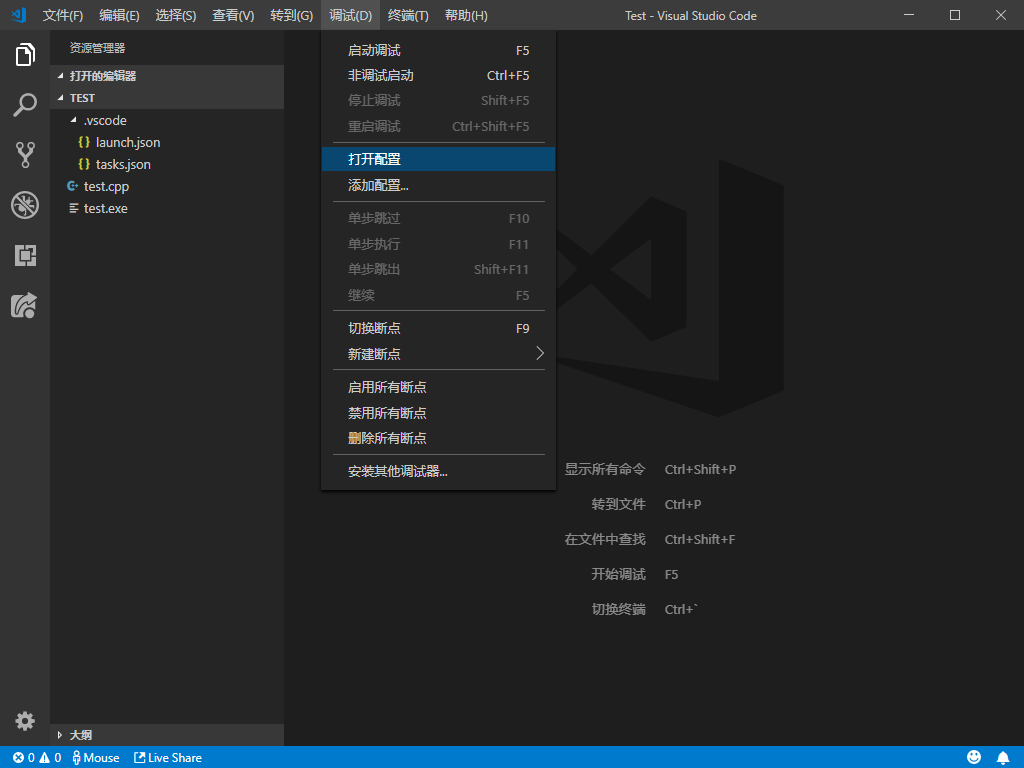 文件(F) 编辑(E) 选择(S) 查看(V) 转到(G) 调试(D) 终端(T) 帮助(H) Test - Visual Studio Code
资源管理器
打开的编辑器
TEST
.vscode
launch.json
tasks.json
test.cpp
test.exe
大纲
启动调试 F5
非调试启动 Ctrl+F5
停止调试 Shift+F5
重启调试 Ctrl+Shift+F5
打开配置
添加配置...
单步跳过 F10
单步执行 F11
单步跳出 Shift+F11
继续 F5
切换断点 F9
新建断点
启用所有断点
禁用所有断点
删除所有断点
安装其他调试器...
显示所有命令 Ctrl+Shift+P
转到文件 Ctrl+P
在文件中查找 Ctrl+Shift+F
开始调试 F5
切换终端 Ctrl+`
0 0 Mouse Live Share